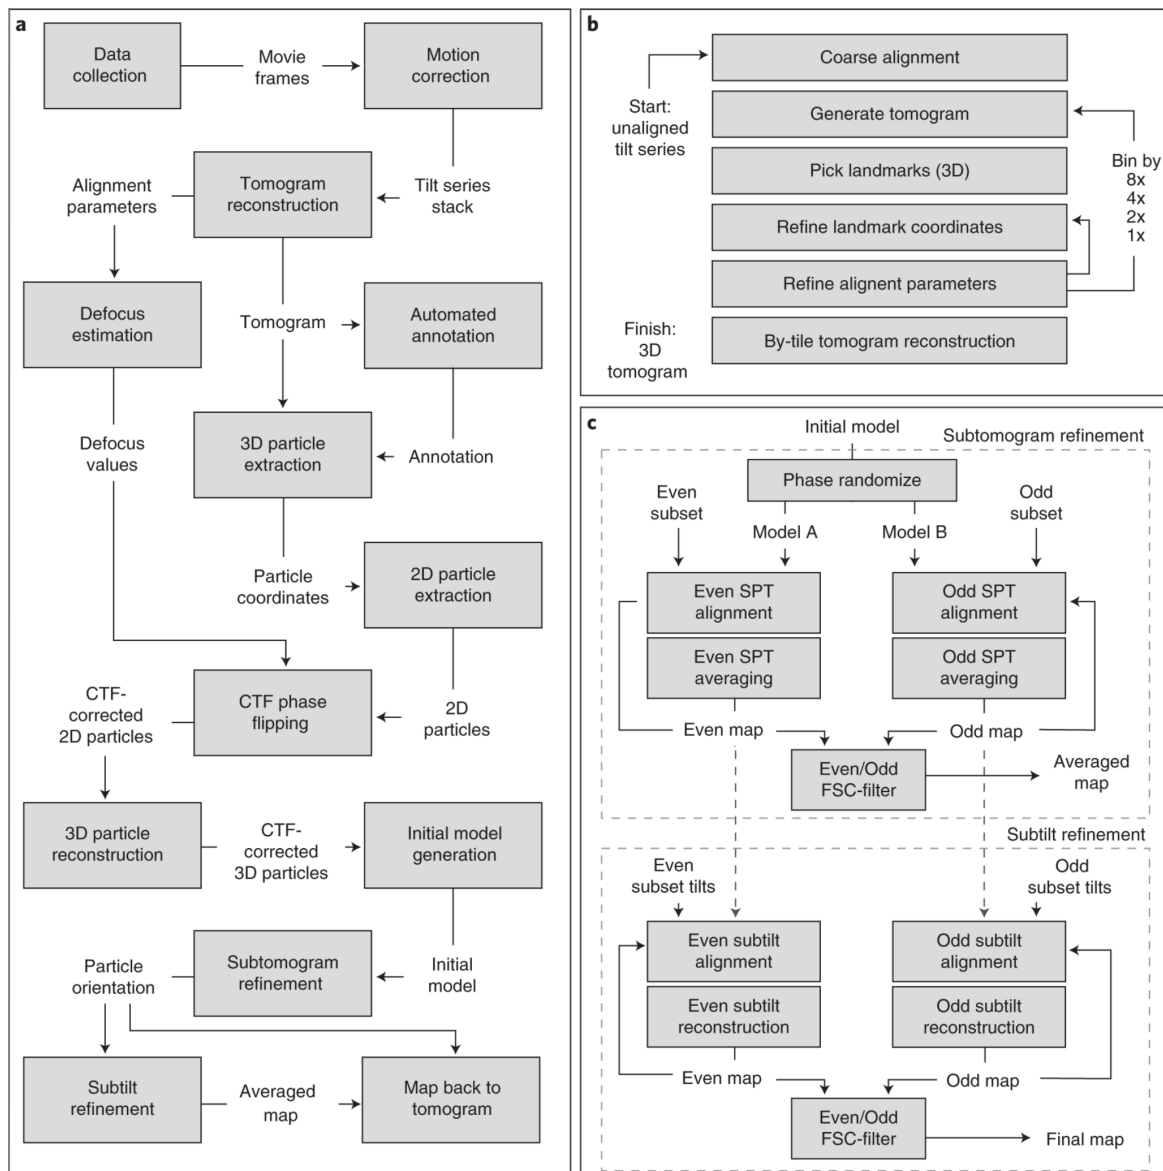 a
Data
collection
Movie
frames
Motion
correction
Alignment
parameters
Tomogram
reconstruction
Tilt series
stack
Defocus
estimation
Tomogram
Automated
annotation
Defocus
values
3D particle
extraction
Annotation
Particle
coordinates
2D particle
extraction
CTF-
corrected
2D particles
CTF phase
flipping
2D
particles
3D particle
reconstruction
CTF-
corrected
3D particles
Initial model
generation
Particle
orientation
Subtomogram
refinement
Initial
model
Subtilt
refinement
Averaged
map
Map back to
tomogram
b
Coarse alignment
Start:
unaligned
tilt series
Generate tomogram
Pick landmarks (3D)
Bin by
8x
4x
2x
1x
Refine landmark coordinates
Refine alignent parameters
Finish:
3D
tomogram
By-tile tomogram reconstruction
c
Initial model
Subtomogram refinement
Phase randomize
Even
subset
Model A
Model B
Odd
subset
Even SPT
alignment
Odd SPT
alignment
Even SPT
averaging
Odd SPT
averaging
Even map
Odd map
Even/Odd
FSC-filter
Averaged
map
Subtilt refinement
Even
subset tilts
Odd
subset tilts
Even subtilt
alignment
Odd subtilt
alignment
Even subtilt
reconstruction
Odd subtilt
reconstruction
Even map
Odd map
Even/Odd
FSC-filter
Final map